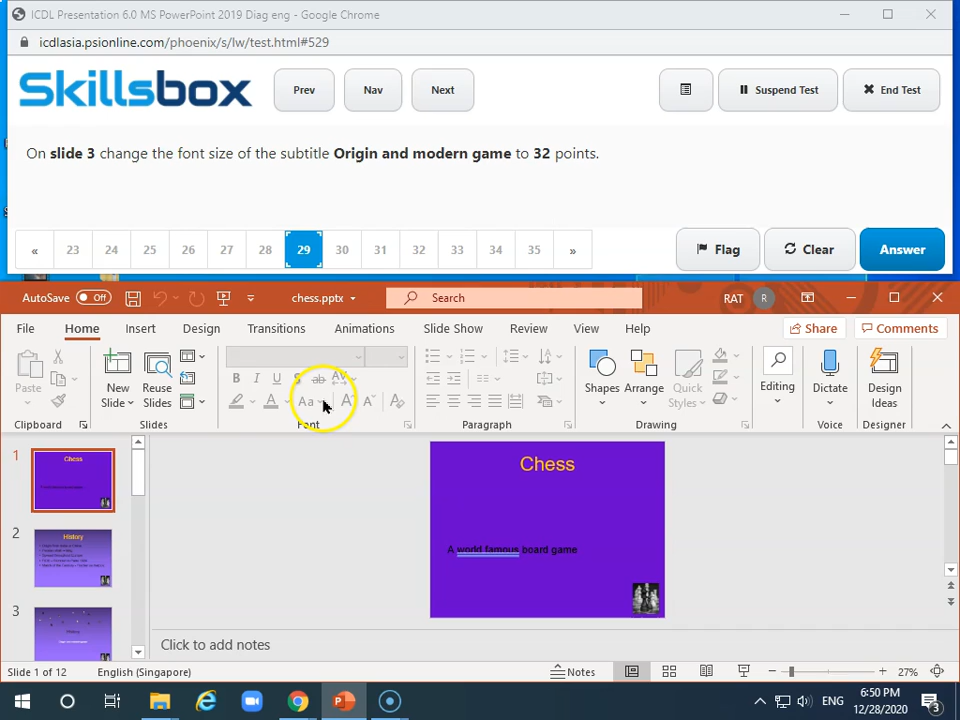 ICDL Presentation 6.0 MS PowerPoint 2019 Diag eng - Google Chrome
icdlasia.psionline.com/phoenix/s/lw/test.html#529
Skillsbox
Prev
Nav
Next
Suspend Test
End Test
On slide 3 change the font size of the subtitle Origin and modern game to 32 points.
« 23 24 25 26 27 28 29 30 31 32 33 34 35 »
Flag
Clear
Answer
AutoSave Off
chess.pptx
Search
RAT R
File Home Insert Design Transitions Animations Slide Show Review View Help
Share
Comments
Paste
New Slide
Reuse Slides
B I U S ab AV
A Aa A A A
Shapes
Arrange
Quick Styles
Editing
Dictate
Design Ideas
Clipboard
Slides
Font
Paragraph
Drawing
Voice
Designer
1
Chess
2
History
3
History
Chess
A world famous board game
Click to add notes
Slide 1 of 12
English (Singapore)
Notes
27%
ENG
6:50 PM
12/28/2020
3